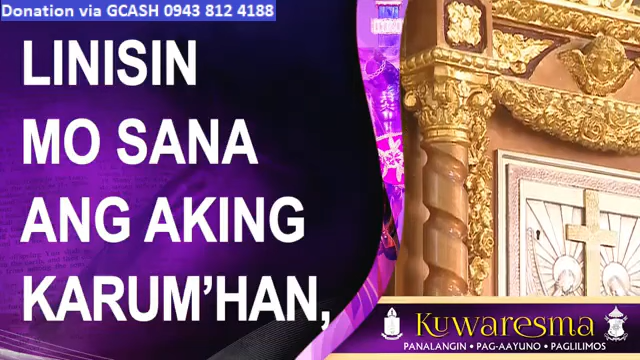 Donation via GCASH 0943 812 4188
LINISIN
MO SANA
ANG AKING
KARUM'HAN,
Kuwaresma
PANALANGIN • PAG-AAYUNO • PAGLILIMOS